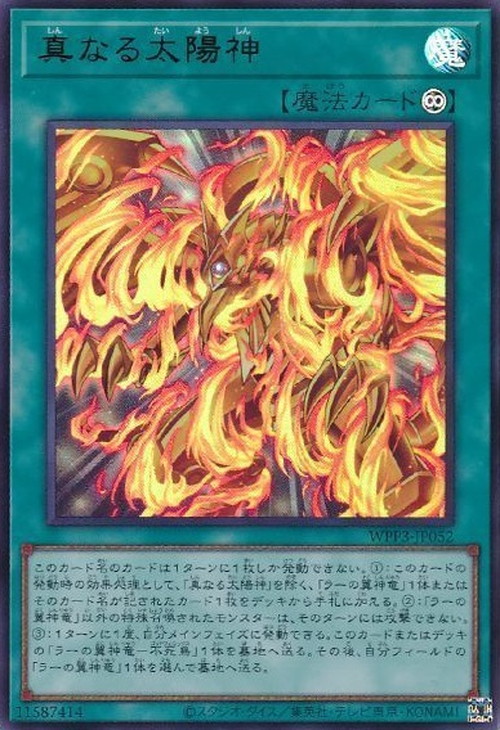 真なる太陽神
【魔法カード】
WPP3-JP052
このカード名のカードは1ターンに1枚しか発動できない。①:このカードの
発動時の効果処理として、「真なる太陽神」を除く、「ラーの翼神竜」1体または
そのカード名が記されたカード1枚をデッキから手札に加える。②:「ラーの
翼神竜」以外の特殊召喚されたモンスターは、そのターンには攻撃できない。
③:1ターンに1度、自分メインフェイズに発動できる。このカードまたはデッキ
の「ラーの翼神竜-不死鳥」1体を墓地へ送る。その後、自分フィールドの
「ラーの翼神竜」1体を選んで墓地へ送る。
11587414
©スタジオ・ダイス/集英社・テレビ東京・KONAMI